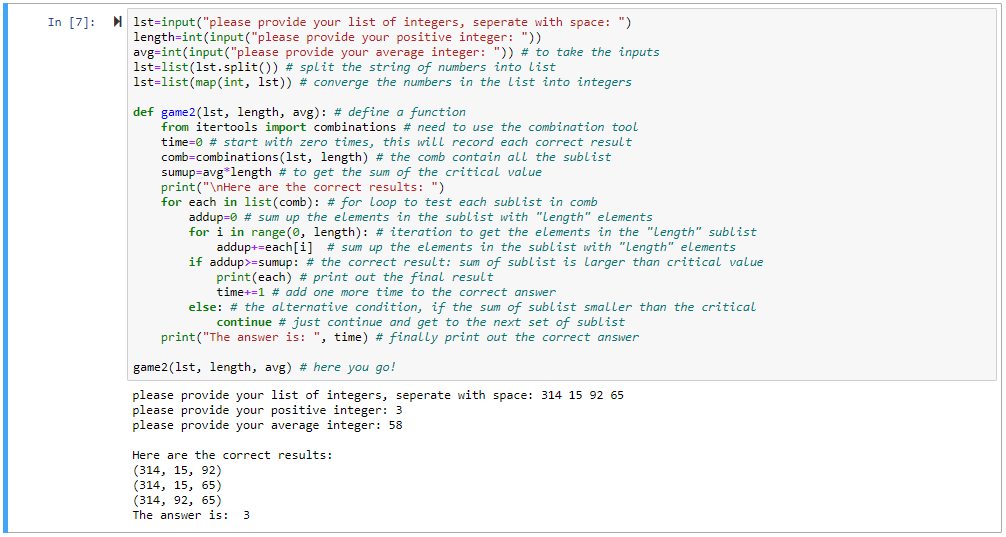 In [7]:
lst=input("please provide your list of integers, seperate with space: ")
length=int(input("please provide your positive integer: "))
avg=int(input("please provide your average integer: ")) # to take the inputs
lst=list(lst.split()) # split the string of numbers into list
lst=list(map(int, lst)) # converge the numbers in the list into integers

def game2(lst, length, avg): # define a function
    from itertools import combinations # need to use the combination tool
    time=0 # start with zero times, this will record each correct result
    comb=combinations(lst, length) # the comb contain all the sublist
    sumup=avg*length # to get the sum of the critical value
    print("\nHere are the correct results: ")
    for each in list(comb): # for loop to test each sublist in comb
        addup=0 # sum up the elements in the sublist with "length" elements
        for i in range(0, length): # iteration to get the elements in the "length" sublist
            addup+=each[i]  # sum up the elements in the sublist with "length" elements
        if addup>=sumup: # the correct result: sum of sublist is larger than critical value
            print(each) # print out the final result
            time+=1 # add one more time to the correct answer
        else: # the alternative condition, if the sum of sublist smaller than the critical
            continue # just continue and get to the next set of sublist
    print("The answer is: ", time) # finally print out the correct answer

game2(lst, length, avg) # here you go!
please provide your list of integers, seperate with space: 314 15 92 65
please provide your positive integer: 3
please provide your average integer: 58

Here are the correct results:
(314, 15, 92)
(314, 15, 65)
(314, 92, 65)
The answer is:  3